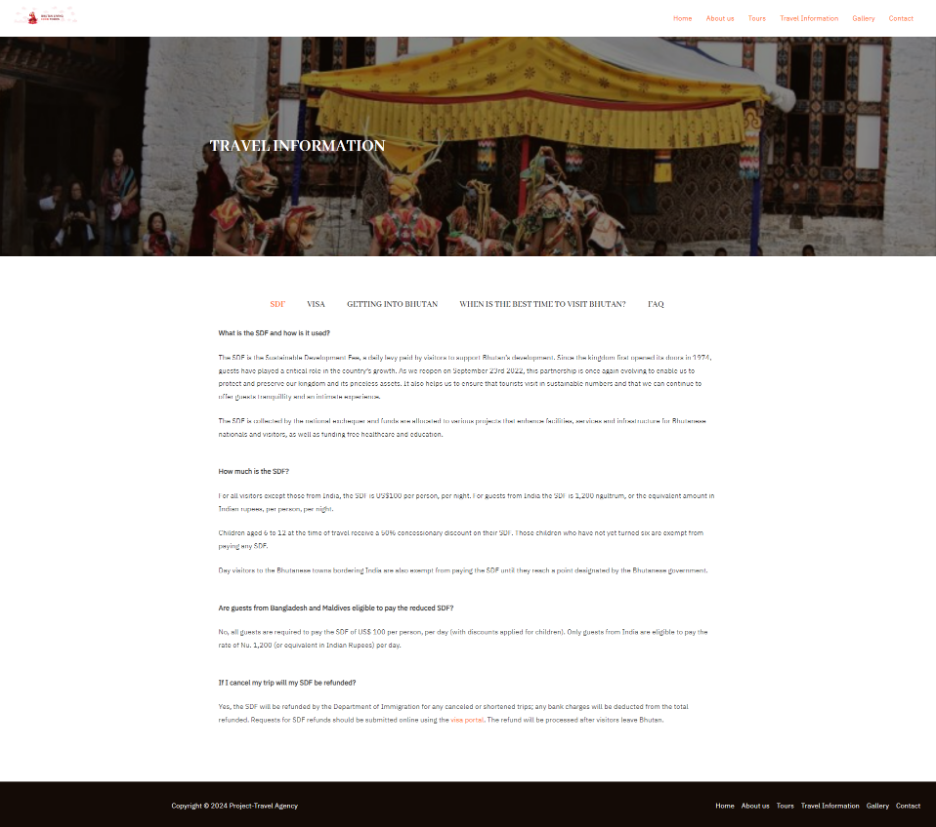 Home About us Tours Travel Information Gallery Contact
TRAVEL INFORMATION
SDF VISA GETTING INTO BHUTAN WHEN IS THE BEST TIME TO VISIT BHUTAN? FAQ
What is the SDF and how is it used?
The SDF is the Sustainable Development Fee, a daily levy paid by visitors to support Bhutan's development. Since the kingdom first opened its doors in 1974,
guests have played a critical role in the country's growth. As we reopen on September 23rd 2022, this partnership is once again evolving to enable us to
protect and preserve our kingdom and its priceless assets. It also helps us to ensure that tourists visit in sustainable numbers and that we can continue to
offer guests tranquillity and an intimate experience.
The SDF is collected by the national exchequer and funds are allocated to various projects that enhance facilities, services and infrastructure for Bhutanese
nationals and visitors, as well as funding free healthcare and education.
How much is the SDF?
For all visitors except those from India, the SDF is US$100 per person, per night. For guests from India the SDF is 1,200 ngultrum, or the equivalent amount in
Indian rupees, per person, per night.
Children aged 6 to 12 at the time of travel receive a 50% concessionary discount on their SDF. Those children who have not yet turned six are exempt from
paying any SDF.
Day visitors to the Bhutanese towns bordering India are also exempt from paying the SDF until they reach a point designated by the Bhutanese government.
Are guests from Bangladesh and Maldives eligible to pay the reduced SDF?
No, all guests are required to pay the SDF of US$ 100 per person, per day (with discounts applied for children). Only guests from India are eligible to pay the
rate of Nu. 1,200 (or equivalent in Indian Rupees) per day.
If I cancel my trip will my SDF be refunded?
Yes, the SDF will be refunded by the Department of Immigration for any canceled or shortened trips; any bank charges will be deducted from the total
refunded. Requests for SDF refunds should be submitted online using the visa portal. The refund will be processed after visitors leave Bhutan.
Copyright © 2024 Project-Travel Agency
Home About us Tours Travel Information Gallery Contact